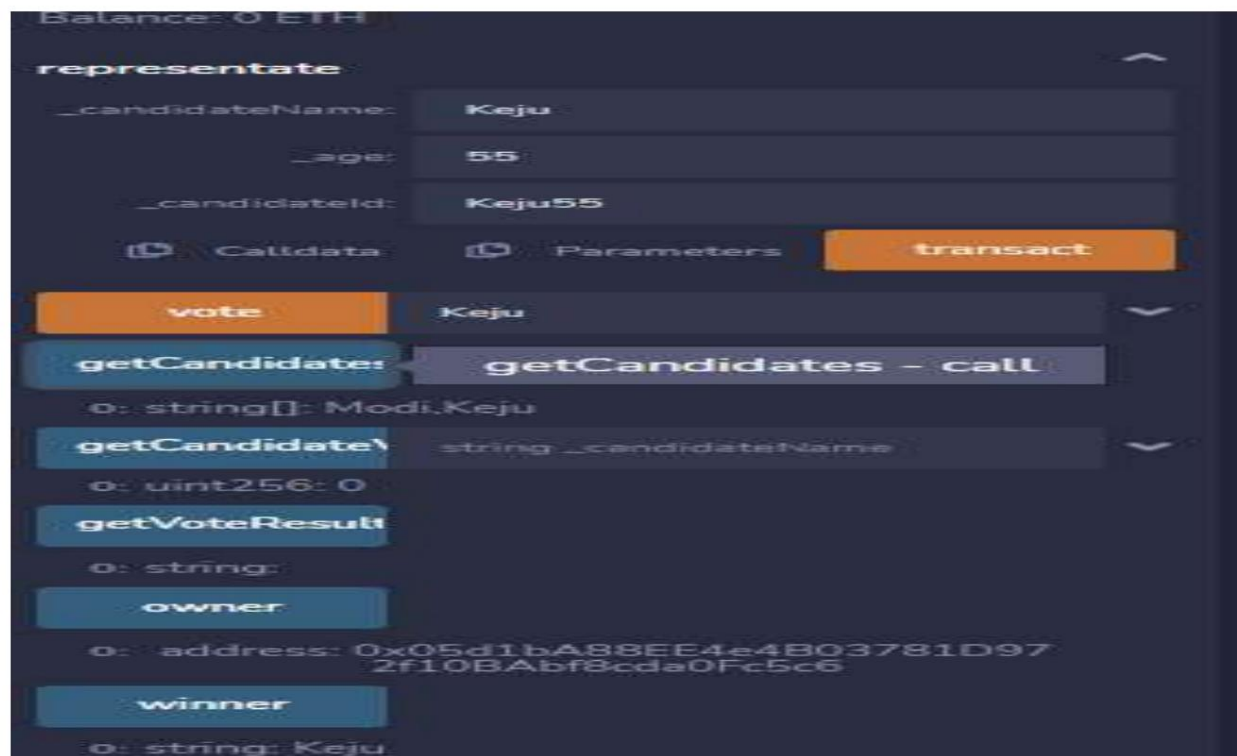 Balance: 0 ETH
representate
_candidateName: Keju
_age: 55
_candidateId: Keju55
Calldata Parameters transact
vote Keju
getCandidates getCandidates - call
0: string[]: Modi,Keju
getCandidateV string _candidateName
0: uint256: 0
getVoteResult
0: string:
owner
0: address: 0x05d1bA88EE4e4B03781D97
2f10BAbf8cda0Fc5c6
winner
0: string: Keju